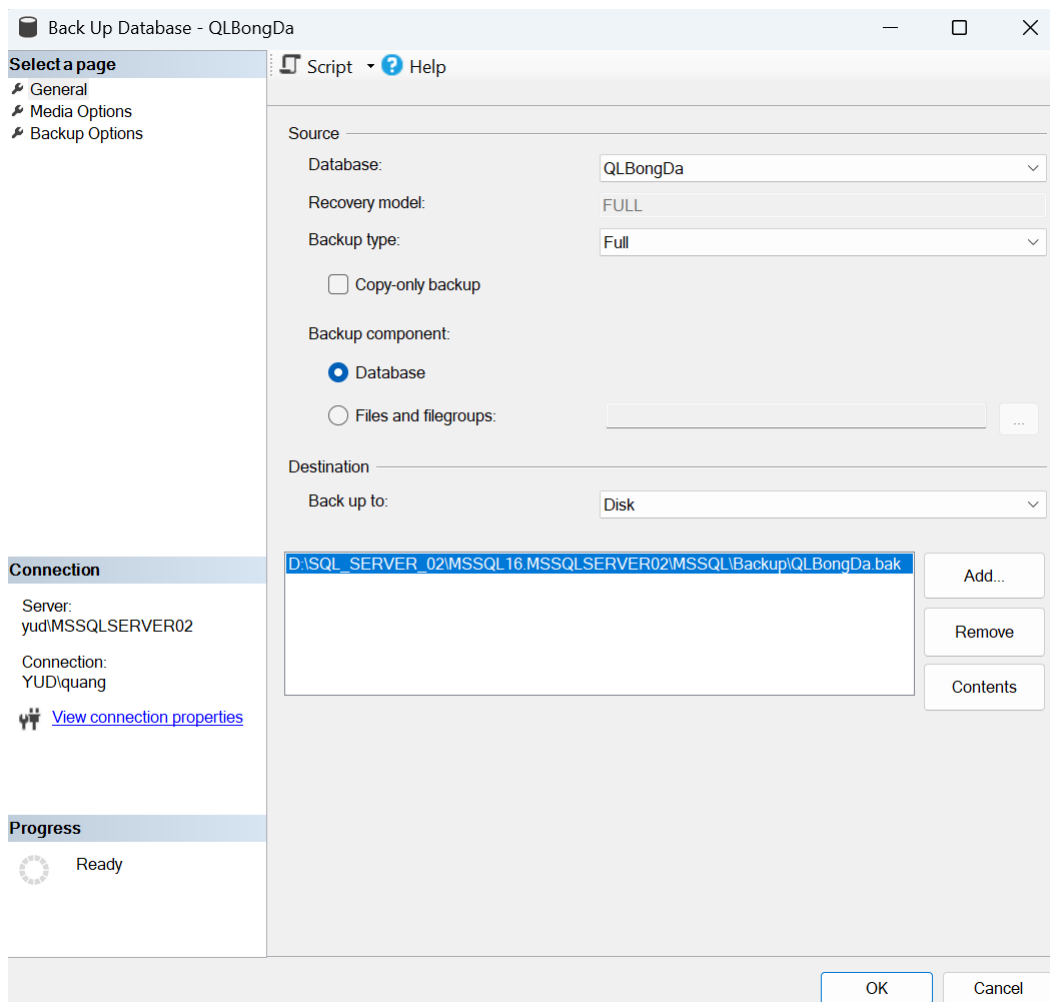 Back Up Database - QLBongDa
Select a page
General
Media Options
Backup Options
Script
Help
Source
Database:
QLBongDa
Recovery model:
FULL
Backup type:
Full
Copy-only backup
Backup component:
Database
Files and filegroups:
...
Destination
Back up to:
Disk
D:\SQL_SERVER_02\MSSQL16.MSSQLSERVER02\MSSQL\Backup\QLBongDa.bak
Add...
Remove
Contents
Connection
Server:
yud\MSSQLSERVER02
Connection:
YUD\quang
View connection properties
Progress
Ready
OK
Cancel